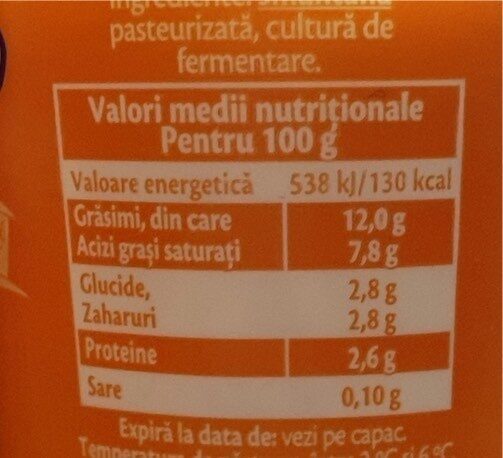 Ingrediente: smântână
pasteurizată, cultură de
fermentare.
Valori medii nutriționale
Pentru 100 g
Valoare energetică 538 kJ/130 kcal
Grăsimi, din care 12,0 g
Acizi grași saturați 7,8 g
Glucide, 2,8 g
Zaharuri 2,8 g
Proteine 2,6 g
Sare 0,10 g
Expiră la data de: vezi pe capac.